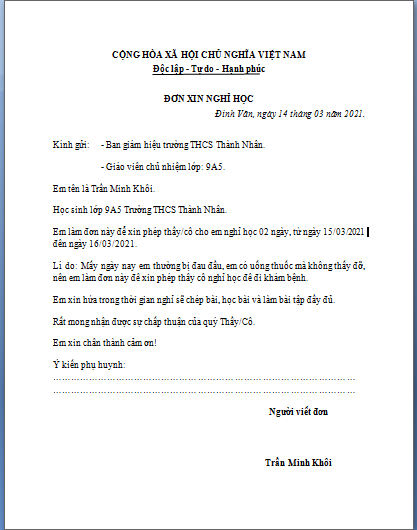 CỘNG HÒA XÃ HỘI CHỦ NGHĨA VIỆT NAM
Độc lập - Tự do - Hạnh phúc
ĐƠN XIN NGHỈ HỌC
Đinh Văn, ngày 14 tháng 03 năm 2021.
Kính gửi: - Ban giám hiệu trường THCS Thành Nhân.
- Giáo viên chủ nhiệm lớp: 9A5.
Em tên là Trần Minh Khôi.
Học sinh lớp 9A5 Trường THCS Thành Nhân.
Em làm đơn này để xin phép thầy/cô cho em nghỉ học 02 ngày, từ ngày 15/03/2021
đến ngày 16/03/2021.
Lí do: Mấy ngày nay em thường bị đau đầu, em có uống thuốc mà không thấy đỡ,
nên em làm đơn này để xin phép thầy cô nghỉ học để đi khám bệnh.
Em xin hứa trong thời gian nghỉ sẽ chép bài, học bài và làm bài tập đầy đủ.
Rất mong nhận được sự chấp thuận của quý Thầy/Cô.
Em xin chân thành cảm ơn!
Ý kiến phụ huynh:
Người viết đơn
Trần Minh Khôi